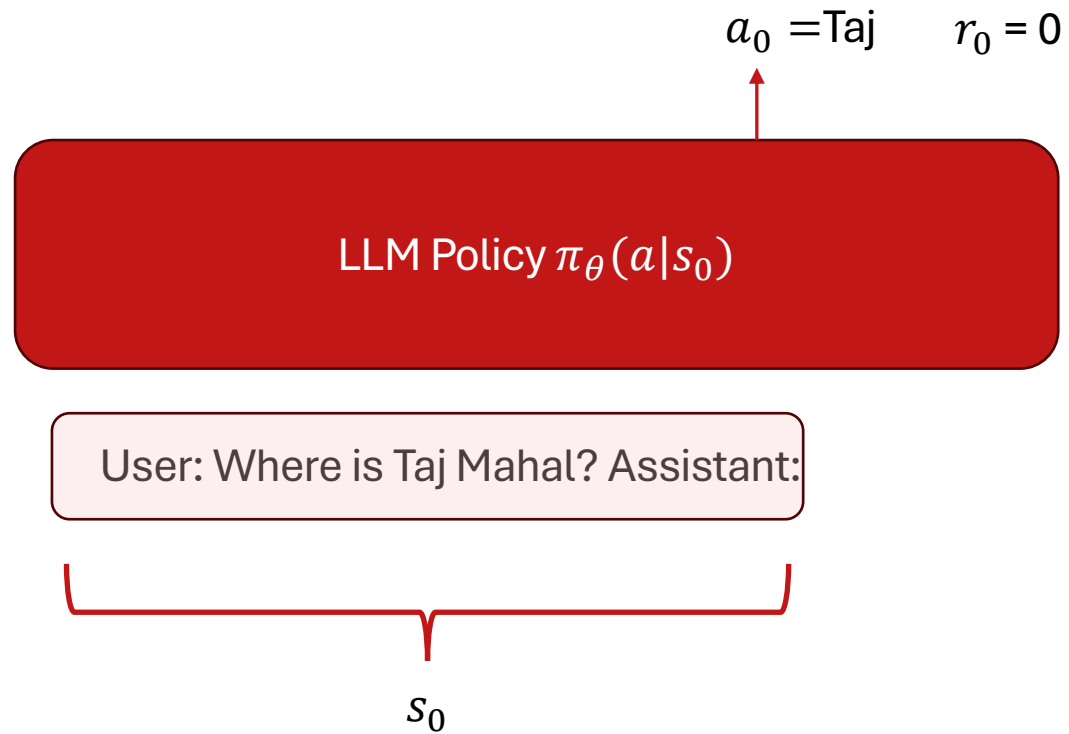 a₀ =Taj r₀ = 0
LLM Policy π_θ(a|s₀)
User: Where is Taj Mahal? Assistant:
s₀